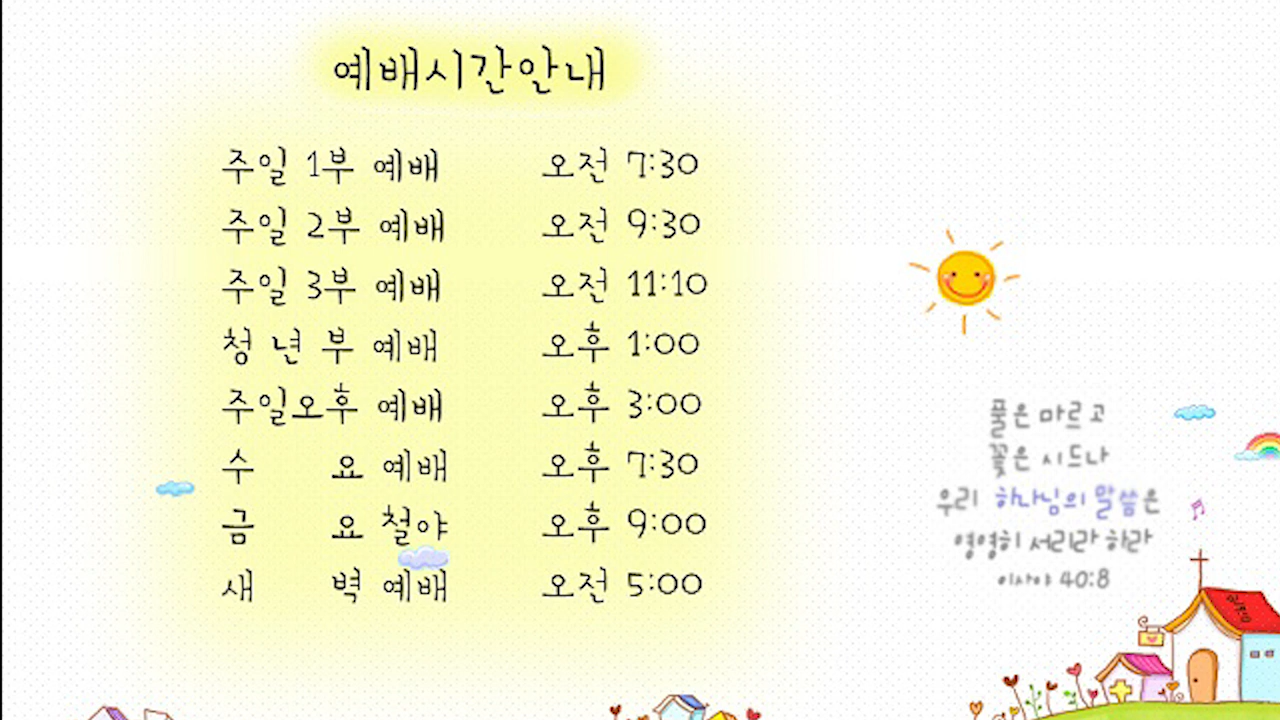 예배시간안내
주일 1부 예배 오전 7:30
주일 2부 예배 오전 9:30
주일 3부 예배 오전 11:10
청 년 부 예배 오후 1:00
주일오후 예배 오후 3:00
수 요 예배 오후 7:30
금 요 철야 오후 9:00
새 벽 예배 오전 5:00
풀은 마르고
꽃은 시드나
우리 하나님의 말씀은
영영히 서리라 하라
이사야 40:8